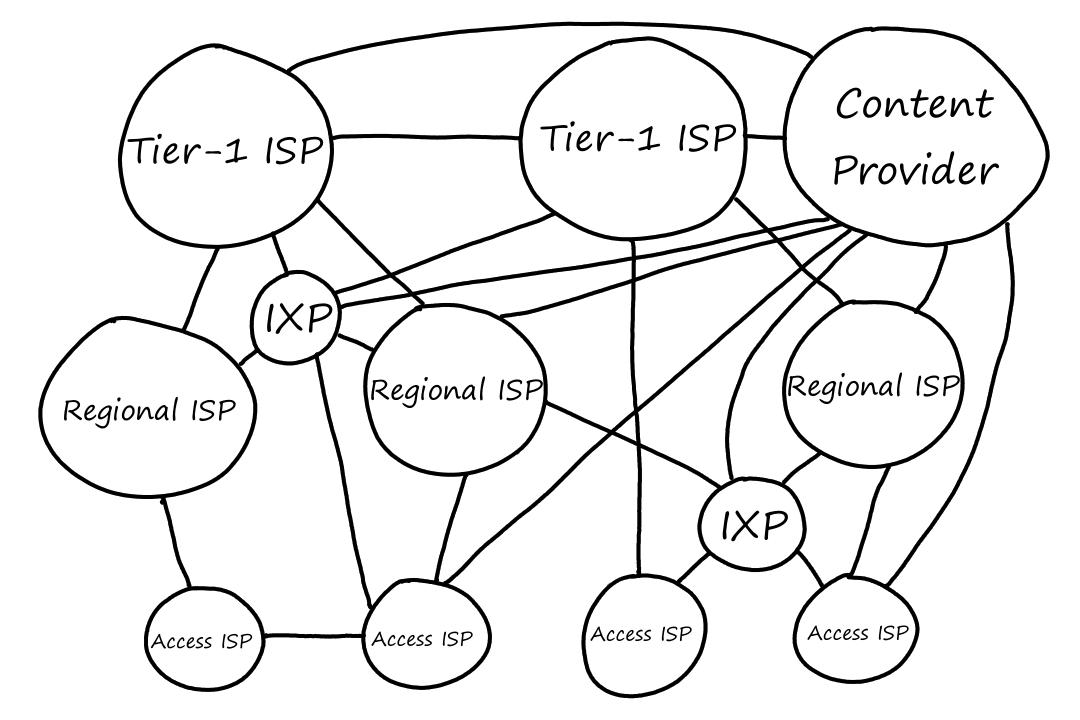 Tier-1 ISP
Tier-1 ISP
Content
Provider
IXP
Regional ISP
Regional ISP
Regional ISP
IXP
Access ISP
Access ISP
Access ISP
Access ISP